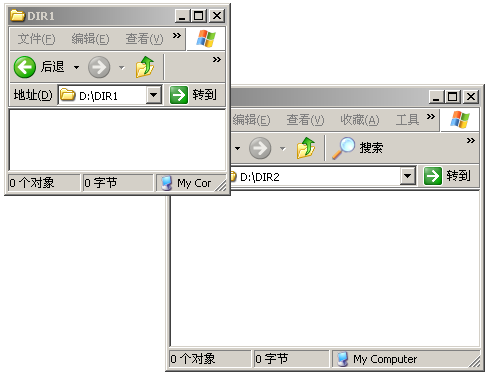 DIR1
文件(F) 编辑(E) 查看(V) »
后退 »
地址(D) D:\DIR1 转到
0 个对象 0 字节 My Cor
编辑(E) 查看(V) 收藏(A) 工具 »
搜索 »
D:\DIR2 转到
0 个对象 0 字节 My Computer